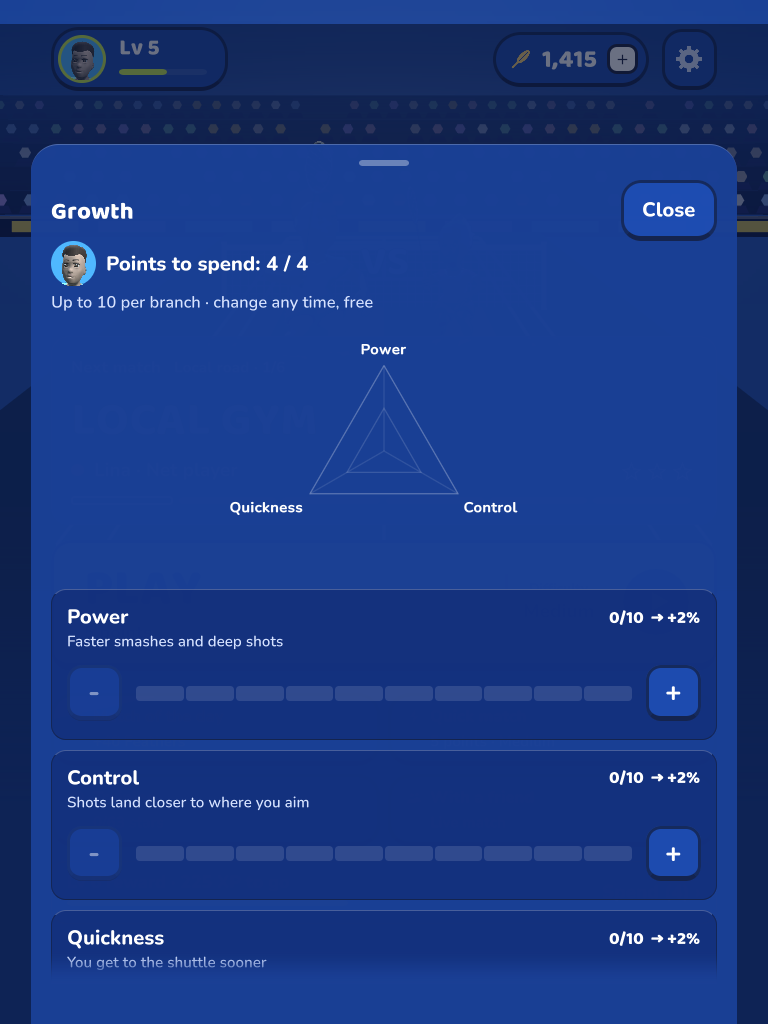 Lv 5
1,415
+
Growth
Close
Points to spend: 4 / 4
Up to 10 per branch · change any time, free
Power
LOCAL GYM
Quickness
Control
Power
0/10 → +2%
Faster smashes and deep shots
-
+
Control
0/10 → +2%
Shots land closer to where you aim
-
+
Quickness
0/10 → +2%
You get to the shuttle sooner